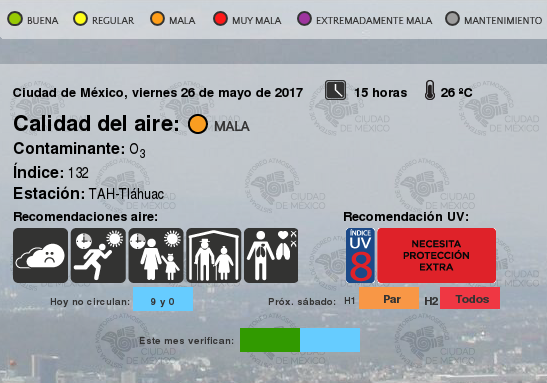 BUENA REGULAR MALA MUY MALA EXTREMADAMENTE MALA MANTENIMIENTO
Ciudad de México, viernes 26 de mayo de 2017 15 horas 26 ºC
Calidad del aire: MALA
Contaminante: O3
Índice: 132
Estación: TAH-Tláhuac
Recomendaciones aire: Recomendación UV:
ÍNDICE
UV
8
NECESITA
PROTECCIÓN
EXTRA
Hoy no circulan: 9 y 0 Próx. sábado: H1 Par H2 Todos
Este mes verifican: